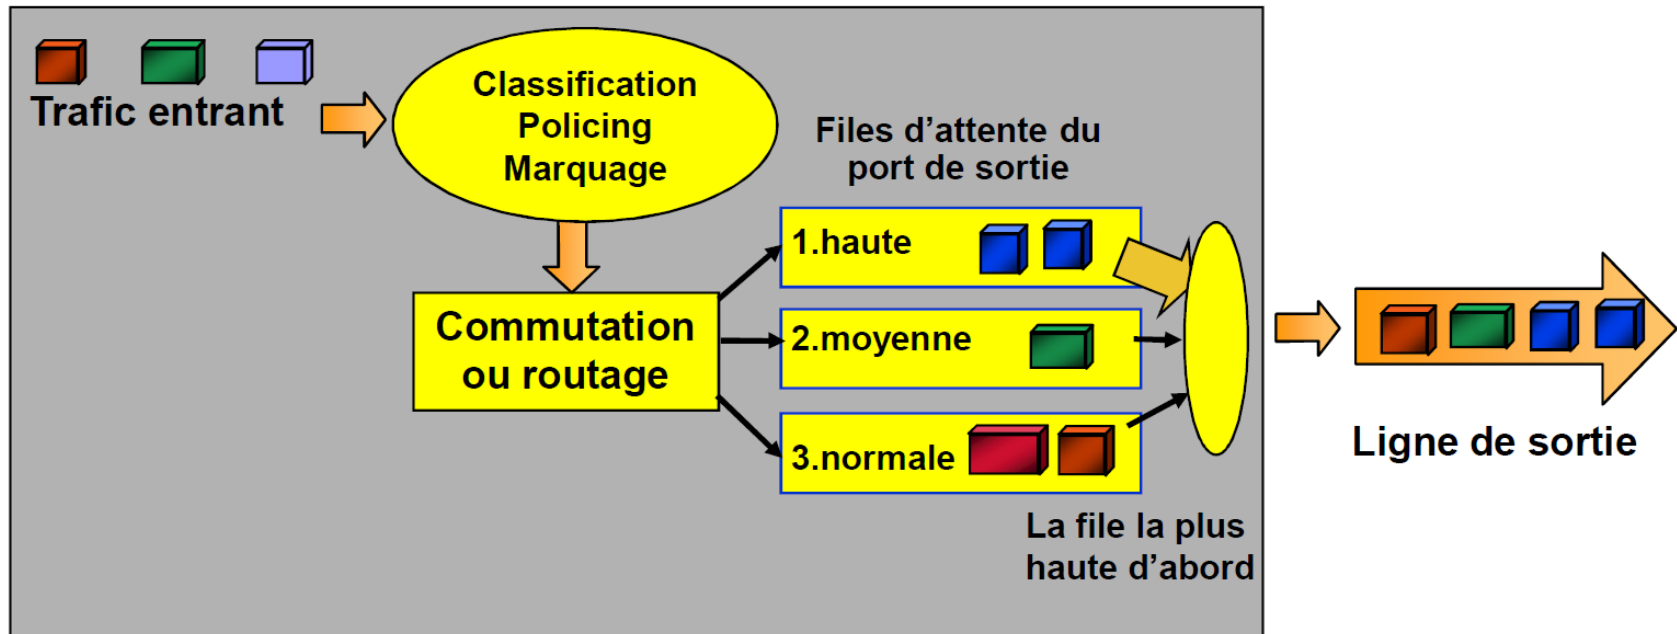 Trafic entrant
Classification
Policing
Marquage
Files d’attente du
port de sortie
Commutation
ou routage
1.haute
2.moyenne
3.normale
La file la plus
haute d’abord
Ligne de sortie